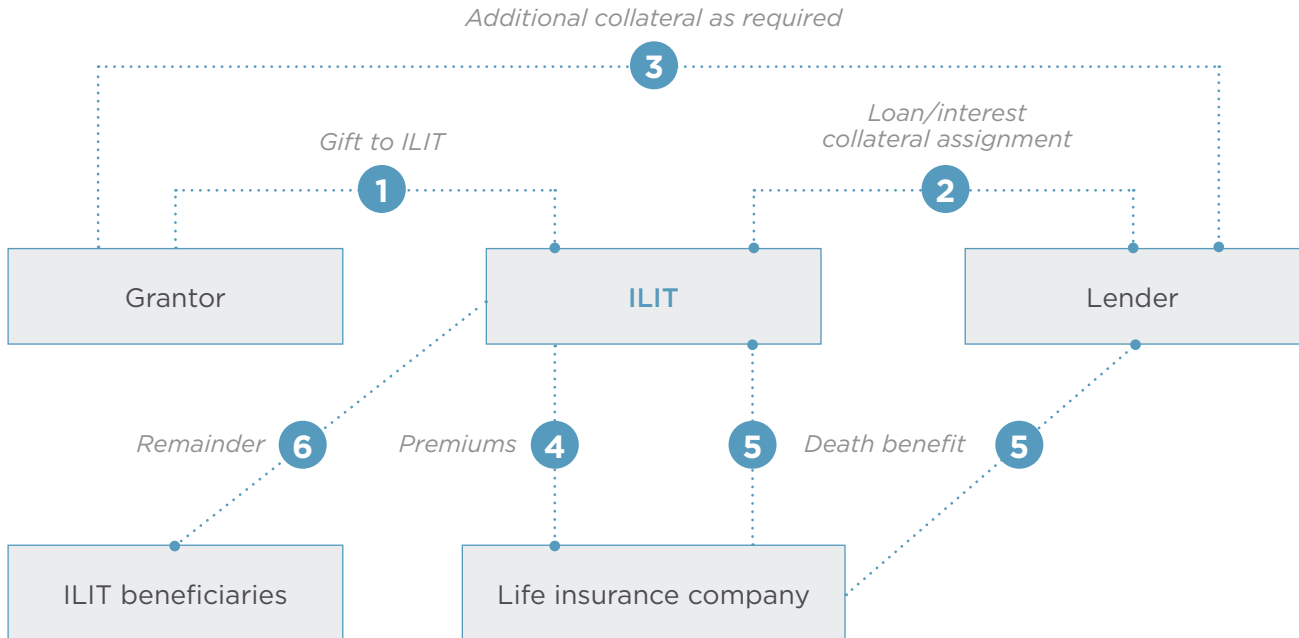 Additional collateral as required
3
Gift to ILIT
1
Loan/interest
collateral assignment
2
Grantor
ILIT
Lender
Remainder
6
Premiums
4
5
Death benefit
5
ILIT beneficiaries
Life insurance company